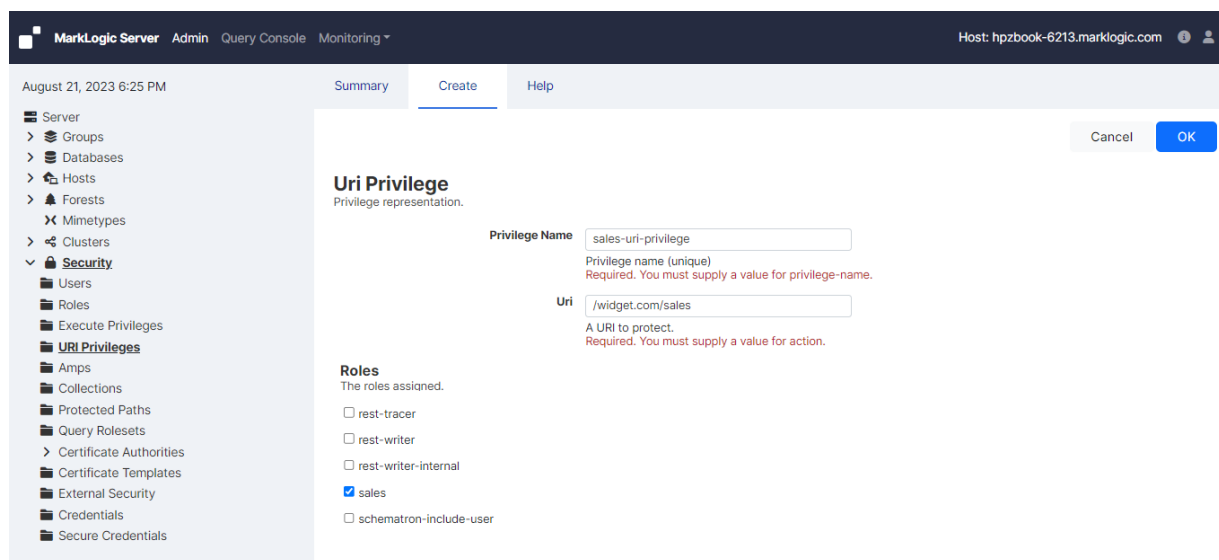 MarkLogic Server Admin Query Console Monitoring Host: hpzbook-6213.marklogic.com
August 21, 2023 6:25 PM
Summary Create Help
Server
Groups
Databases
Hosts
Forests
Mimetypes
Clusters
Security
Users
Roles
Execute Privileges
URI Privileges
Amps
Collections
Protected Paths
Query Rolesets
Certificate Authorities
Certificate Templates
External Security
Credentials
Secure Credentials
Cancel OK
Uri Privilege
Privilege representation.
Privilege Name sales-uri-privilege
Privilege name (unique)
Required. You must supply a value for privilege-name.
Uri /widget.com/sales
A URI to protect.
Required. You must supply a value for action.
Roles
The roles assigned.
rest-tracer
rest-writer
rest-writer-internal
sales
schematron-include-user